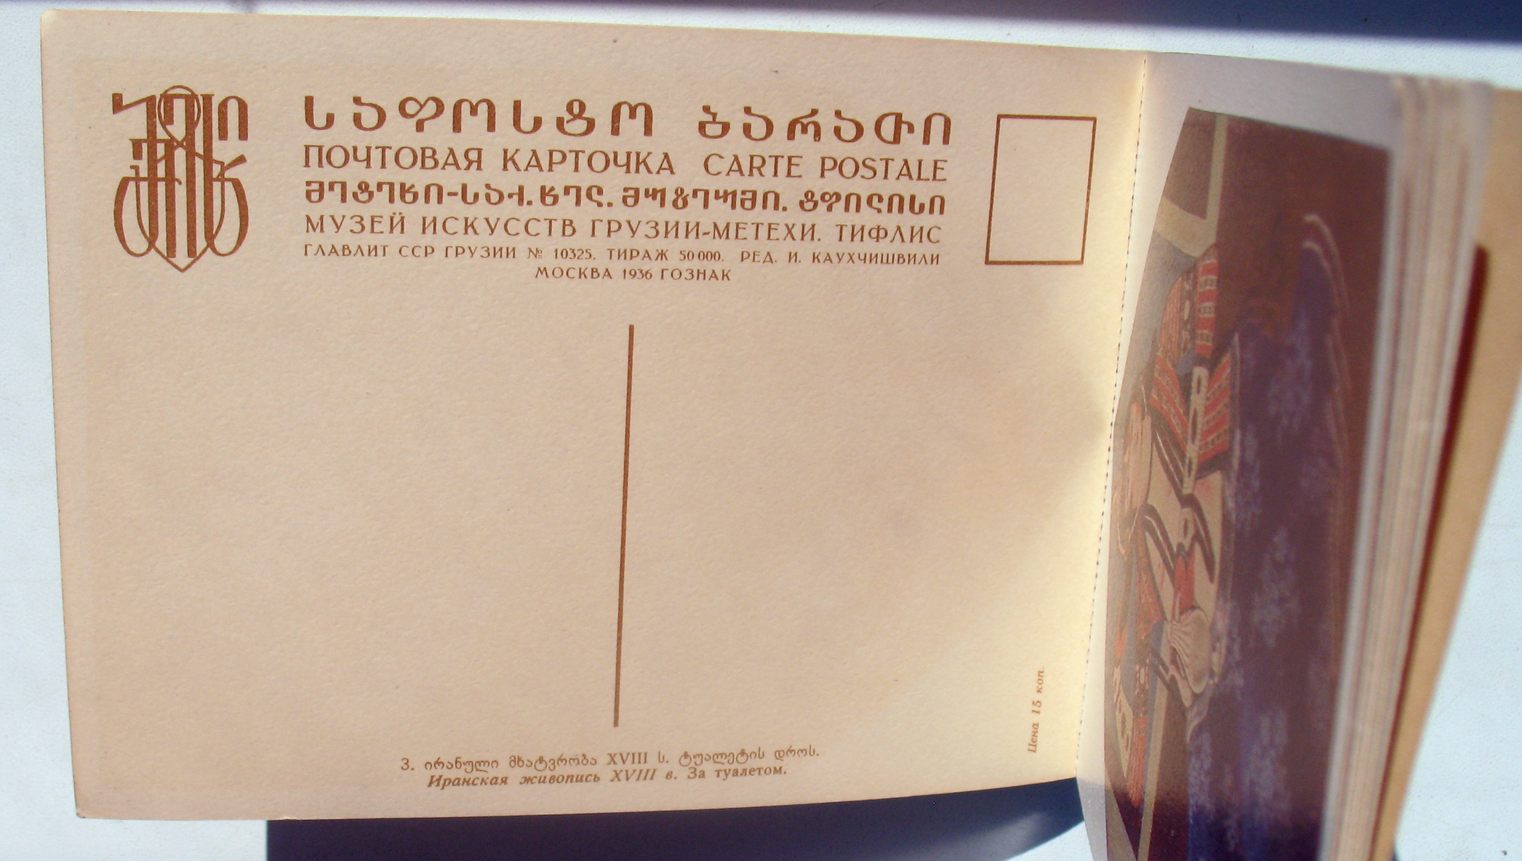 საფოსტო ბარათი
ПОЧТОВАЯ КАРТОЧКА CARTE POSTALE
მეტეხი-საქ. ხელ. მუზეუმი. ტფილისი
МУЗЕЙ ИСКУССТВ ГРУЗИИ-МЕТЕХИ. ТИФЛИС
ГЛАВЛИТ ССР ГРУЗИИ № 10325. ТИРАЖ 50 000. РЕД. И. КАУХЧИШВИЛИ
МОСКВА 1936 ГОЗНАК
Цена 15 коп.
3. ირანული მხატვრობა XVIII ს. ტუალეტის დროს.
Иранская живопись XVIII в. За туалетом.